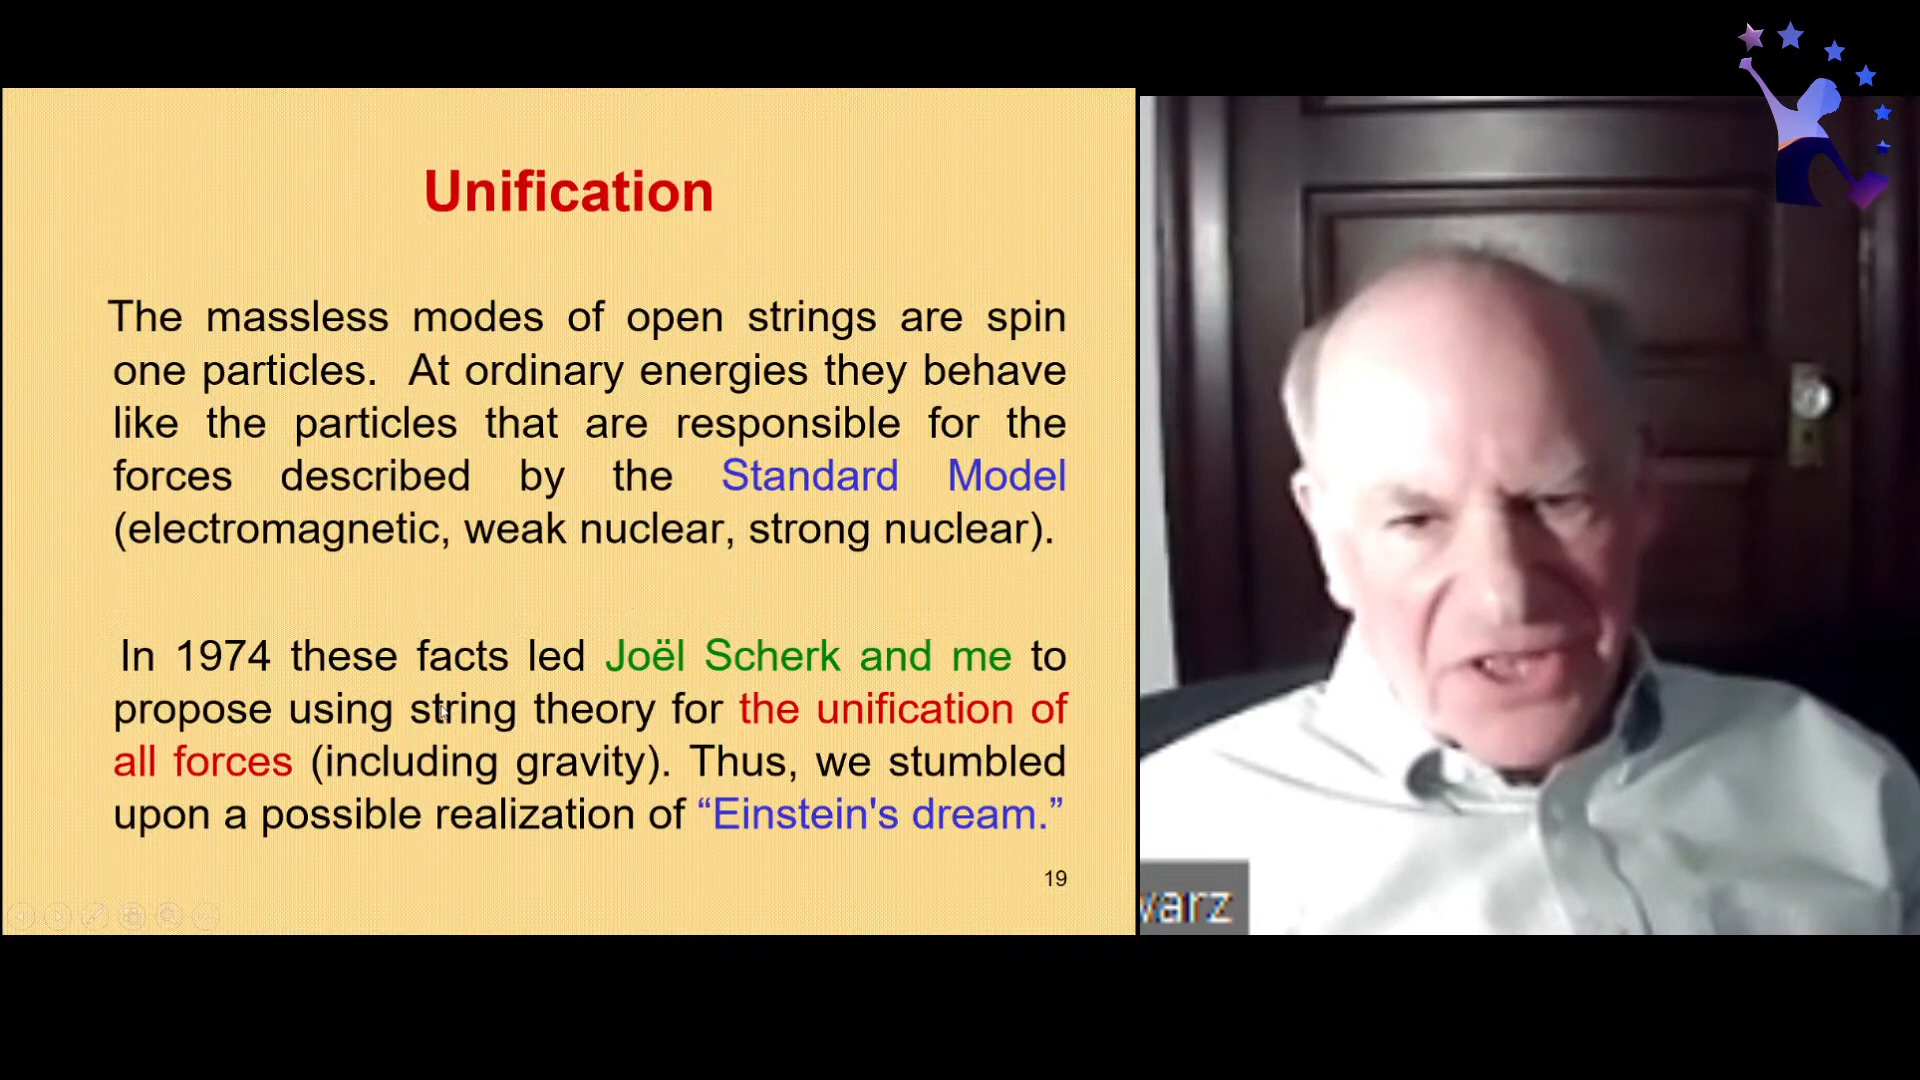 Unification
The massless modes of open strings are spin
one particles. At ordinary energies they behave
like the particles that are responsible for the
forces described by the Standard Model
(electromagnetic, weak nuclear, strong nuclear).
In 1974 these facts led Joël Scherk and me to
propose using string theory for the unification of
all forces (including gravity). Thus, we stumbled
upon a possible realization of “Einstein's dream.”
19
warz